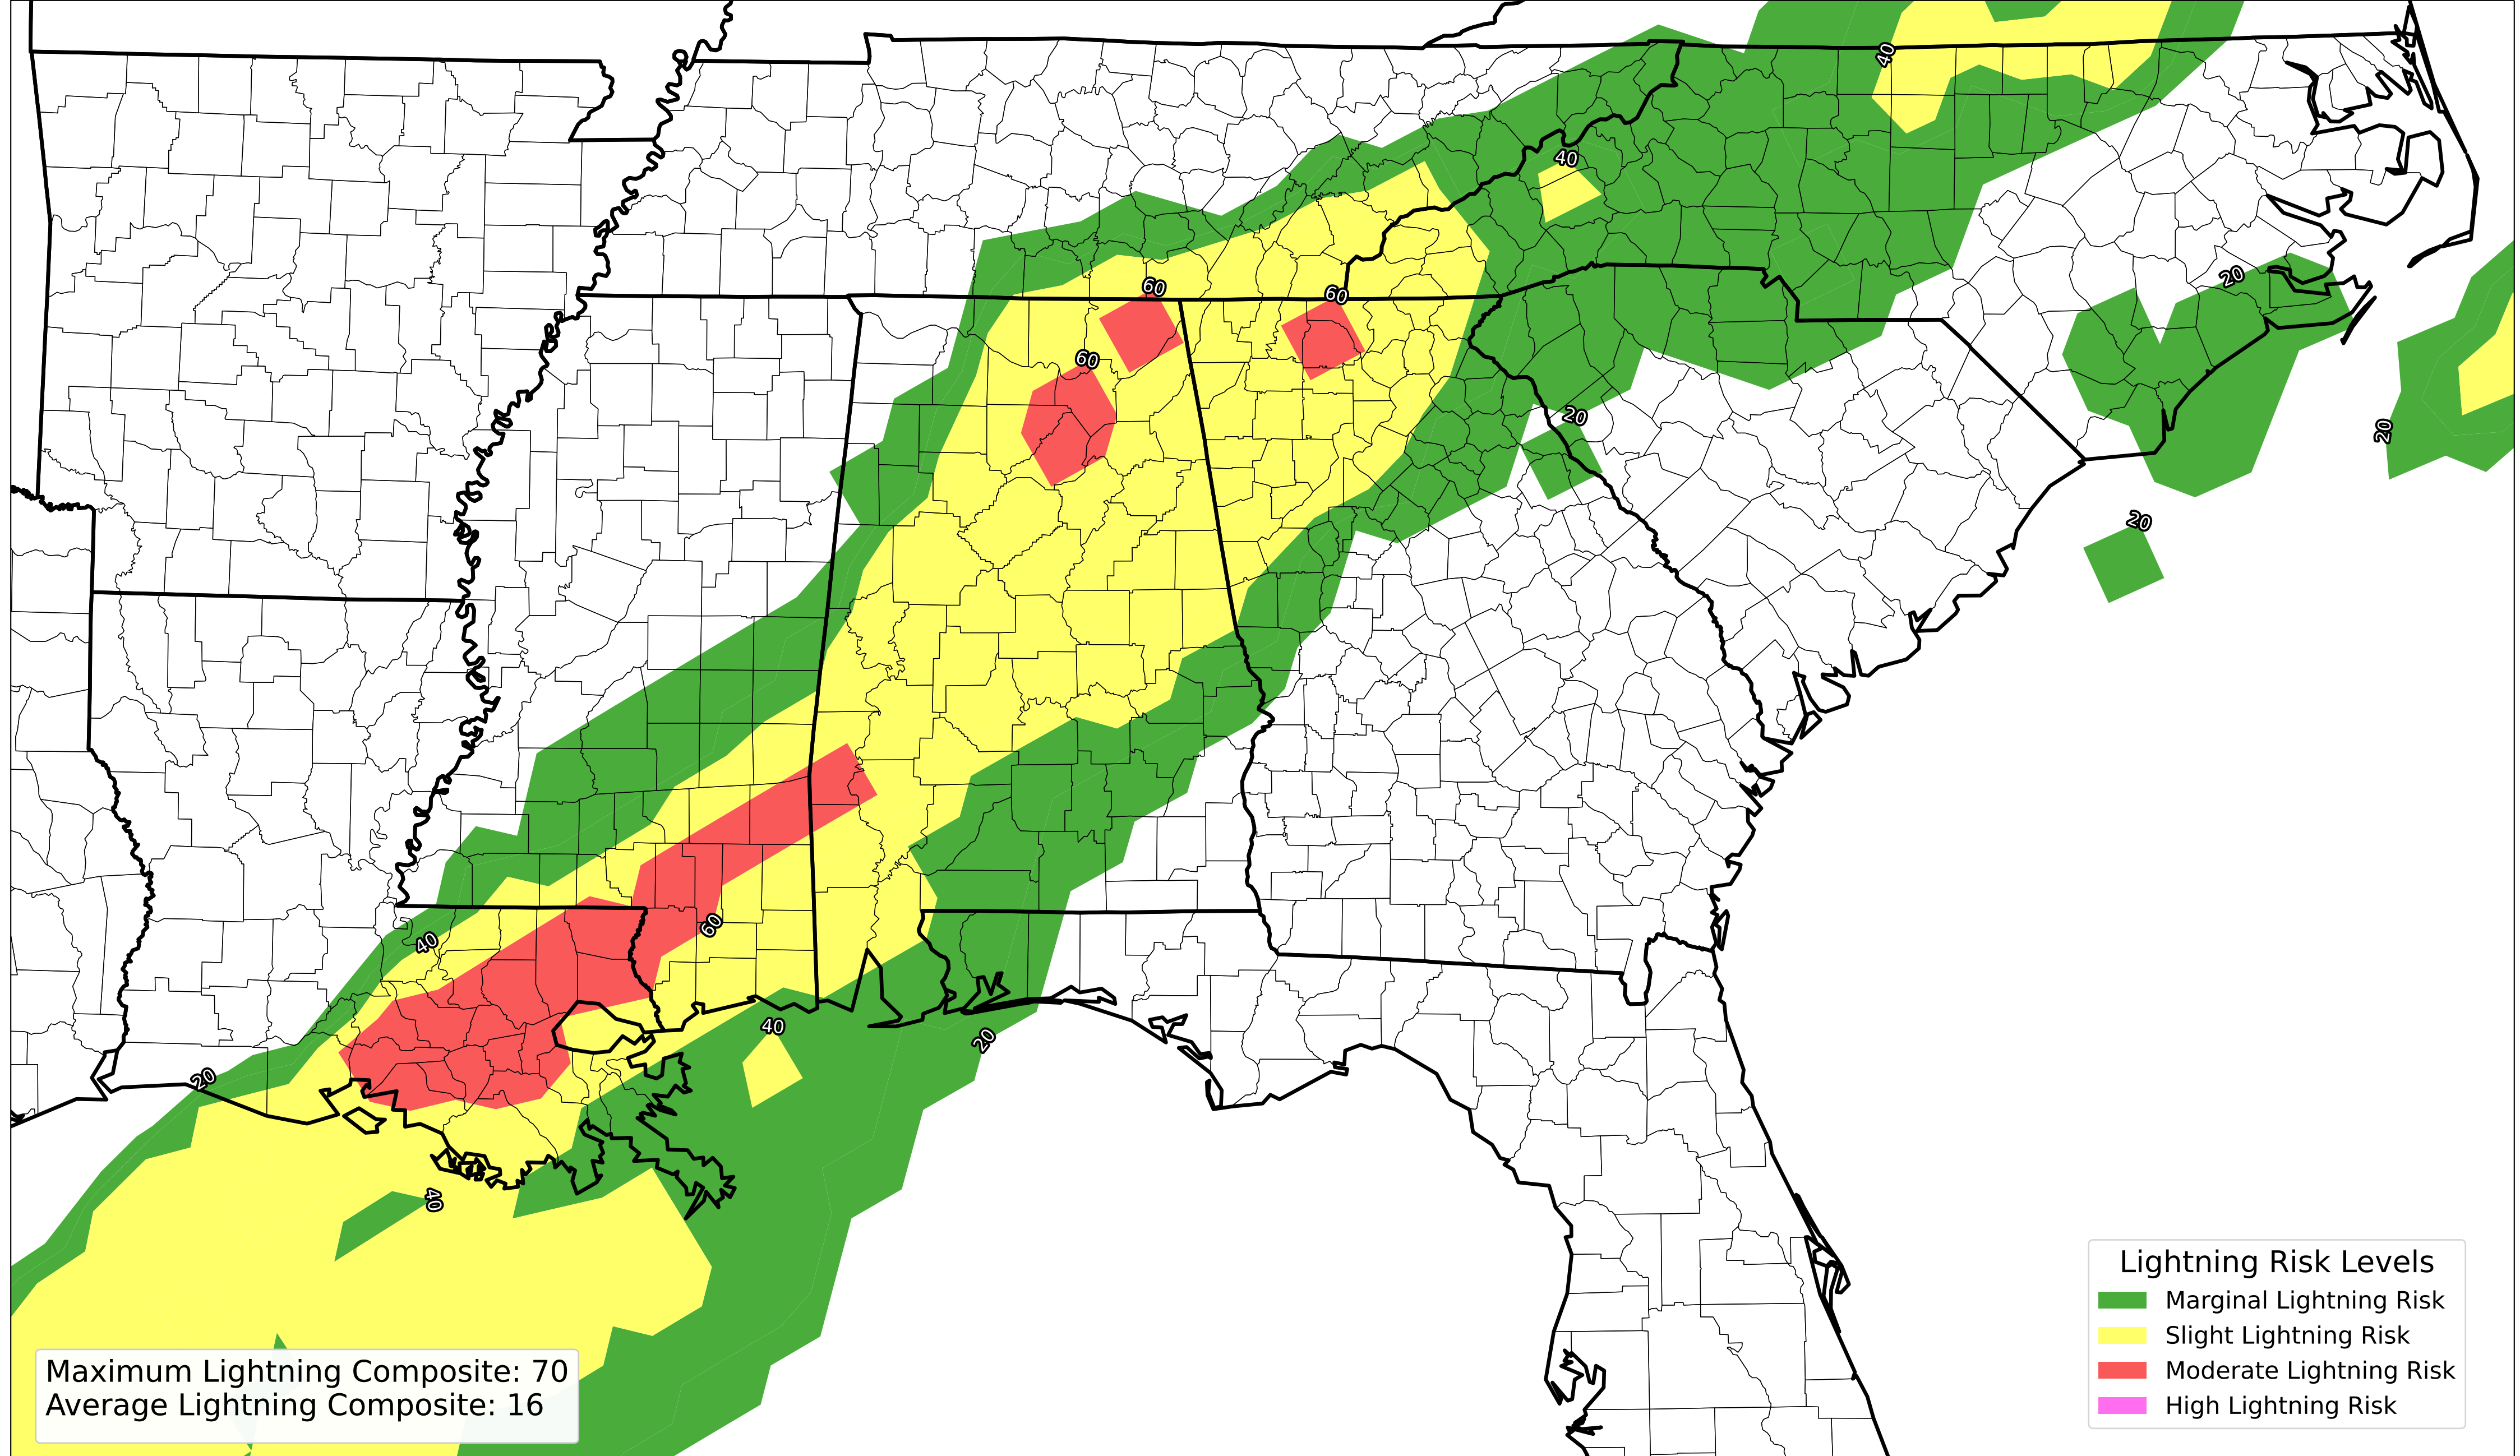 40
40
20
60
60
60
20
20
20
40
60
20
40
20
40
Lightning Risk Levels
Marginal Lightning Risk
Slight Lightning Risk
Moderate Lightning Risk
High Lightning Risk
Maximum Lightning Composite: 70
Average Lightning Composite: 16